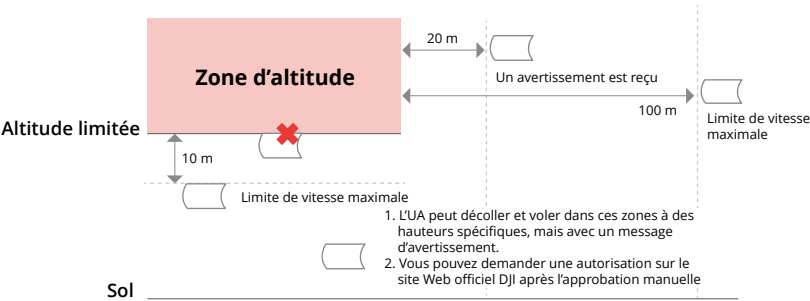 20 m
Zone d’altitude
Un avertissement est reçu
100 m
Limite de vitesse
maximale
Altitude limitée
10 m
Limite de vitesse maximale
1. L’UA peut décoller et voler dans ces zones à des
hauteurs spécifiques, mais avec un message
d’avertissement.
2. Vous pouvez demander une autorisation sur le
site Web officiel DJI après l’approbation manuelle
Sol